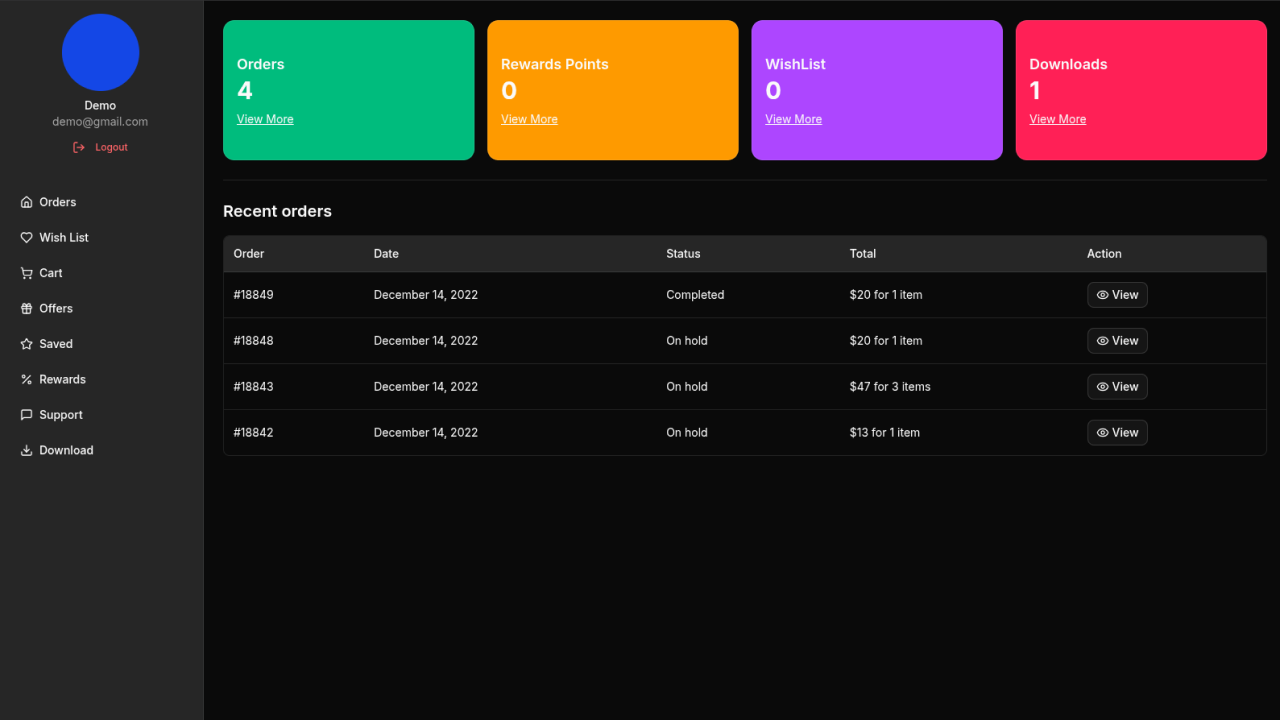 Demo
demo@gmail.com
Logout
Orders
Wish List
Cart
Offers
Saved
Rewards
Support
Download
Orders
4
View More
Rewards Points
0
View More
WishList
0
View More
Downloads
1
View More
Recent orders
Order Date Status Total Action
#18849 December 14, 2022 Completed $20 for 1 item View
#18848 December 14, 2022 On hold $20 for 1 item View
#18843 December 14, 2022 On hold $47 for 3 items View
#18842 December 14, 2022 On hold $13 for 1 item View